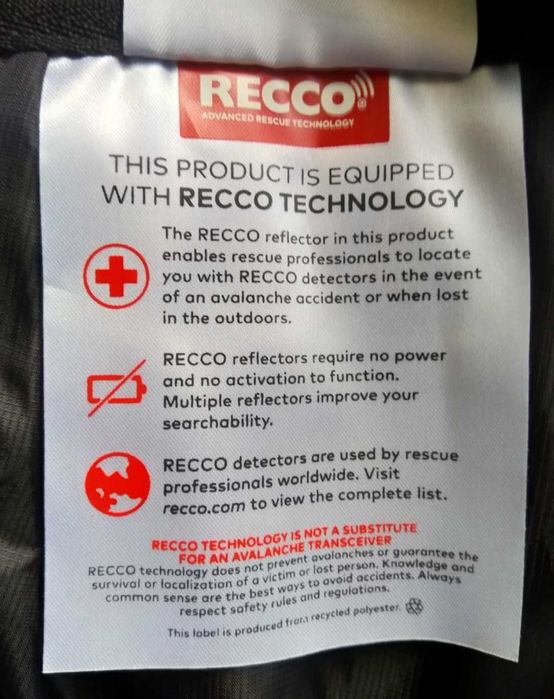 RECCO®
ADVANCED RESCUE TECHNOLOGY
THIS PRODUCT IS EQUIPPED
WITH RECCO TECHNOLOGY
The RECCO reflector in this product
enables rescue professionals to locate
you with RECCO detectors in the event
of an avalanche accident or when lost
in the outdoors.
RECCO reflectors require no power
and no activation to function.
Multiple reflectors improve your
searchability.
RECCO detectors are used by rescue
professionals worldwide. Visit
recco.com to view the complete list.
RECCO TECHNOLOGY IS NOT A SUBSTITUTE
FOR AN AVALANCHE TRANSCEIVER
RECCO technology does not prevent avalanches or guarantee the
survival or localization of a victim or lost person. Knowledge and
common sense are the best ways to avoid accidents. Always
respect safety rules and regulations.
This label is produced from recycled polyester.